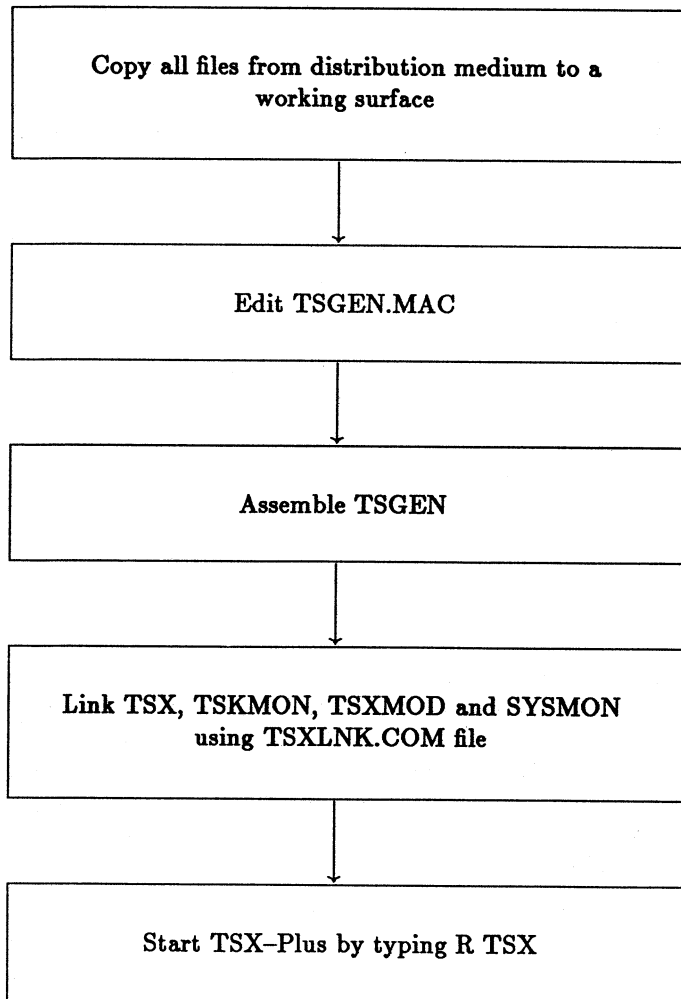 Copy all files from distribution medium to a
working surface
Edit TSGEN.MAC
Assemble TSGEN
Link TSX, TSKMON, TSXMOD and SYSMON
using TSXLNK.COM file
Start TSX–Plus by typing R TSX